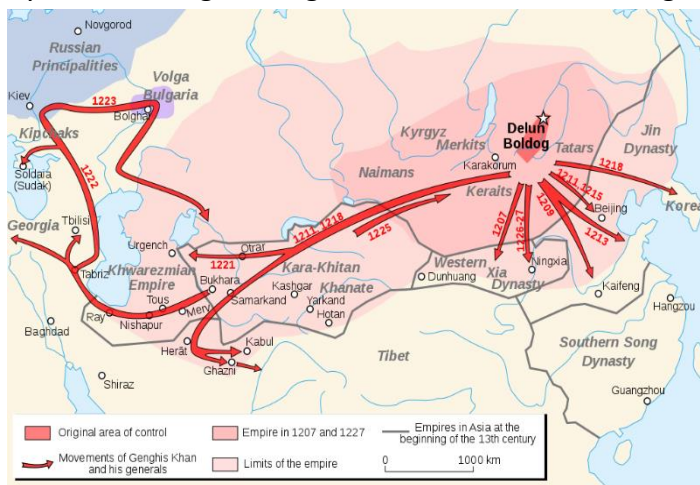 Novgorod
Russian
Principalities
Volga
Bulgaria
Kiev
1223
Bolghar
Kipchaks
Soldara
(Sudak)
1222
Georgia
Tbilisi
Tabriz
Urgench
Otrar
1221
Khwarezmian
Empire
Bukhara
Samarkand
Ray
Tous
Nishapur
Merv
Baghdad
Herāt
Kabul
Ghazni
Shiraz
Kara-Khitan
Khanate
Kashgar
Yarkand
Hotan
1211, 1218
1225
Naimans
Kyrgyz
Merkits
Karakorum
Keraits
Delun
Boldog
Tatars
Jin
Dynasty
1218
1211, 1215
1209
1207
1226-27
1213
Beijing
Korea
Western
Xia
Dynasty
Dunhuang
Ningxia
Kaifeng
Hangzou
Tibet
Southern Song
Dynasty
Guangzhou
Original area of control
Movements of Genghis Khan
and his generals
Empire in 1207 and 1227
Limits of the empire
Empires in Asia at the
beginning of the 13th century
0 1000 km